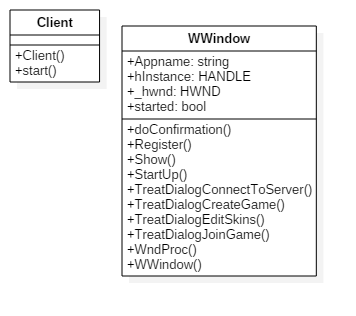 Client
+Client()
+start()
WWindow
+Appname: string
+hInstance: HANDLE
+_hwnd: HWND
+started: bool
+doConfirmation()
+Register()
+Show()
+StartUp()
+TreatDialogConnectToServer()
+TreatDialogCreateGame()
+TreatDialogEditSkins()
+TreatDialogJoinGame()
+WndProc()
+WWindow()